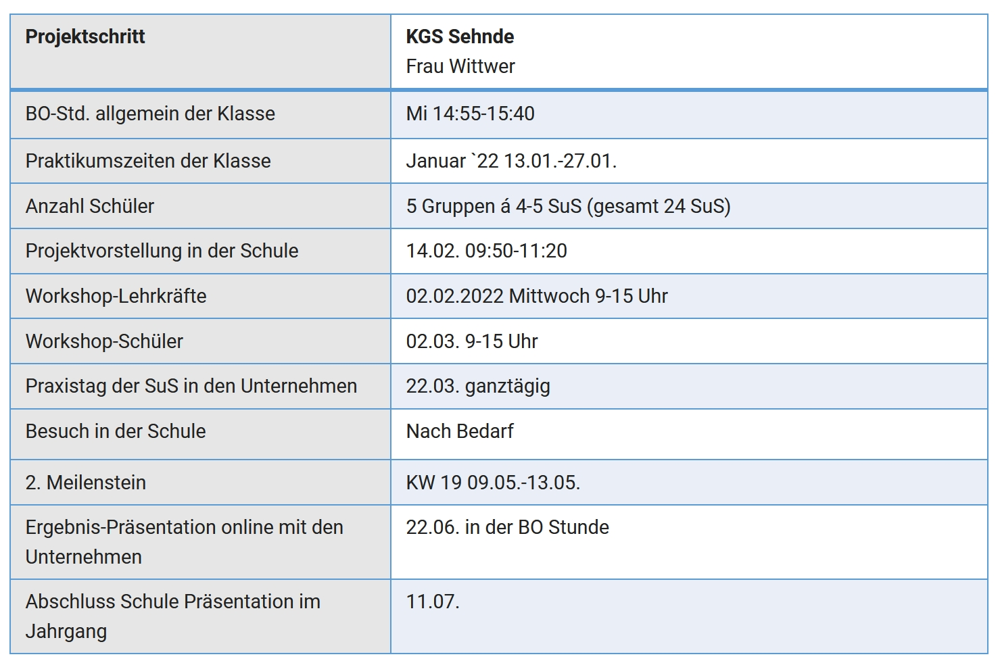 Projektschritt
KGS Sehnde
Frau Wittwer
BO-Std. allgemein der Klasse
Mi 14:55-15:40
Praktikumszeiten der Klasse
Januar `22 13.01.-27.01.
Anzahl Schüler
5 Gruppen á 4-5 SuS (gesamt 24 SuS)
Projektvorstellung in der Schule
14.02. 09:50-11:20
Workshop-Lehrkräfte
02.02.2022 Mittwoch 9-15 Uhr
Workshop-Schüler
02.03. 9-15 Uhr
Praxistag der SuS in den Unternehmen
22.03. ganztägig
Besuch in der Schule
Nach Bedarf
2. Meilenstein
KW 19 09.05.-13.05.
Ergebnis-Präsentation online mit den
Unternehmen
22.06. in der BO Stunde
Abschluss Schule Präsentation im
Jahrgang
11.07.